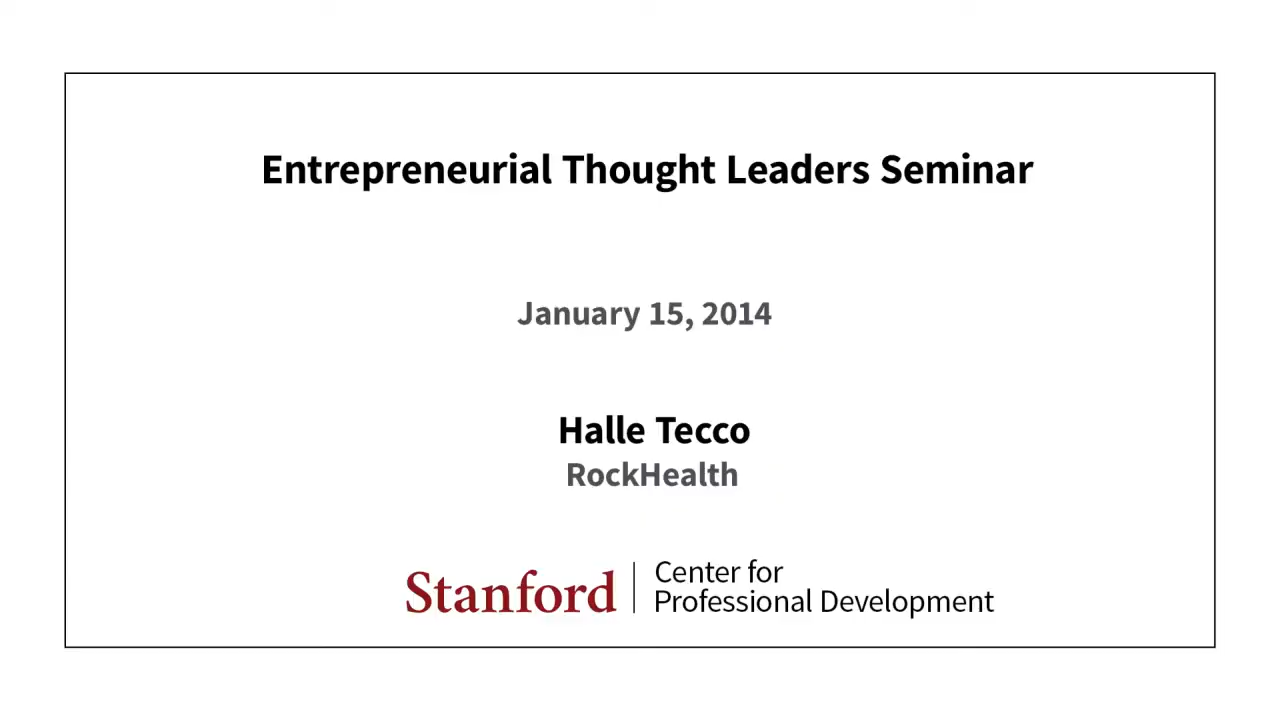 Entrepreneurial Thought Leaders Seminar
January 15, 2014
Halle Tecco
RockHealth
Stanford
Center for
Professional Development